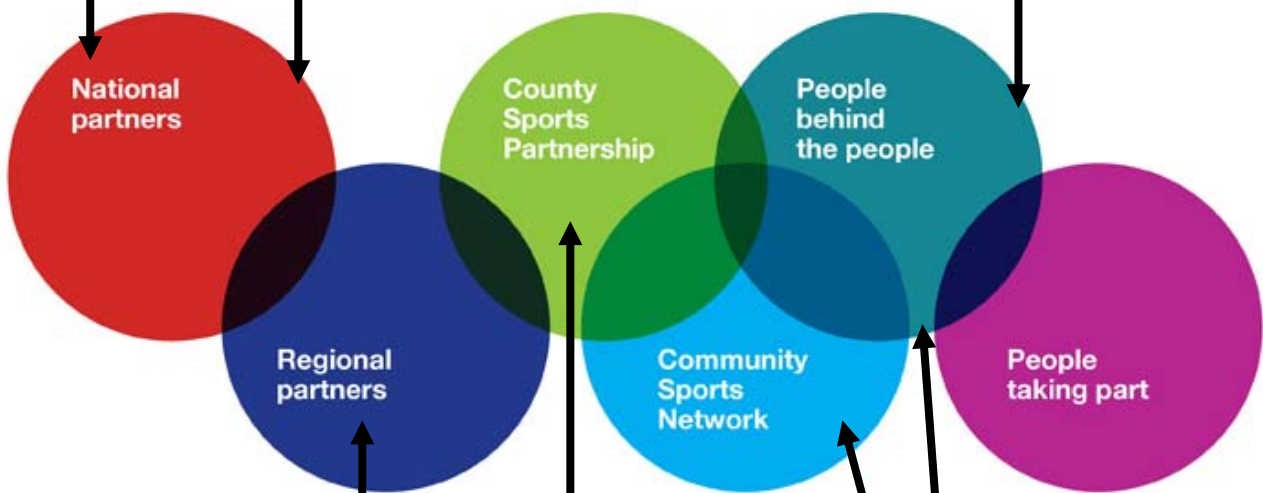 National
partners
Regional
partners
County
Sports
Partnership
Community
Sports
Network
People
behind
the people
People
taking part